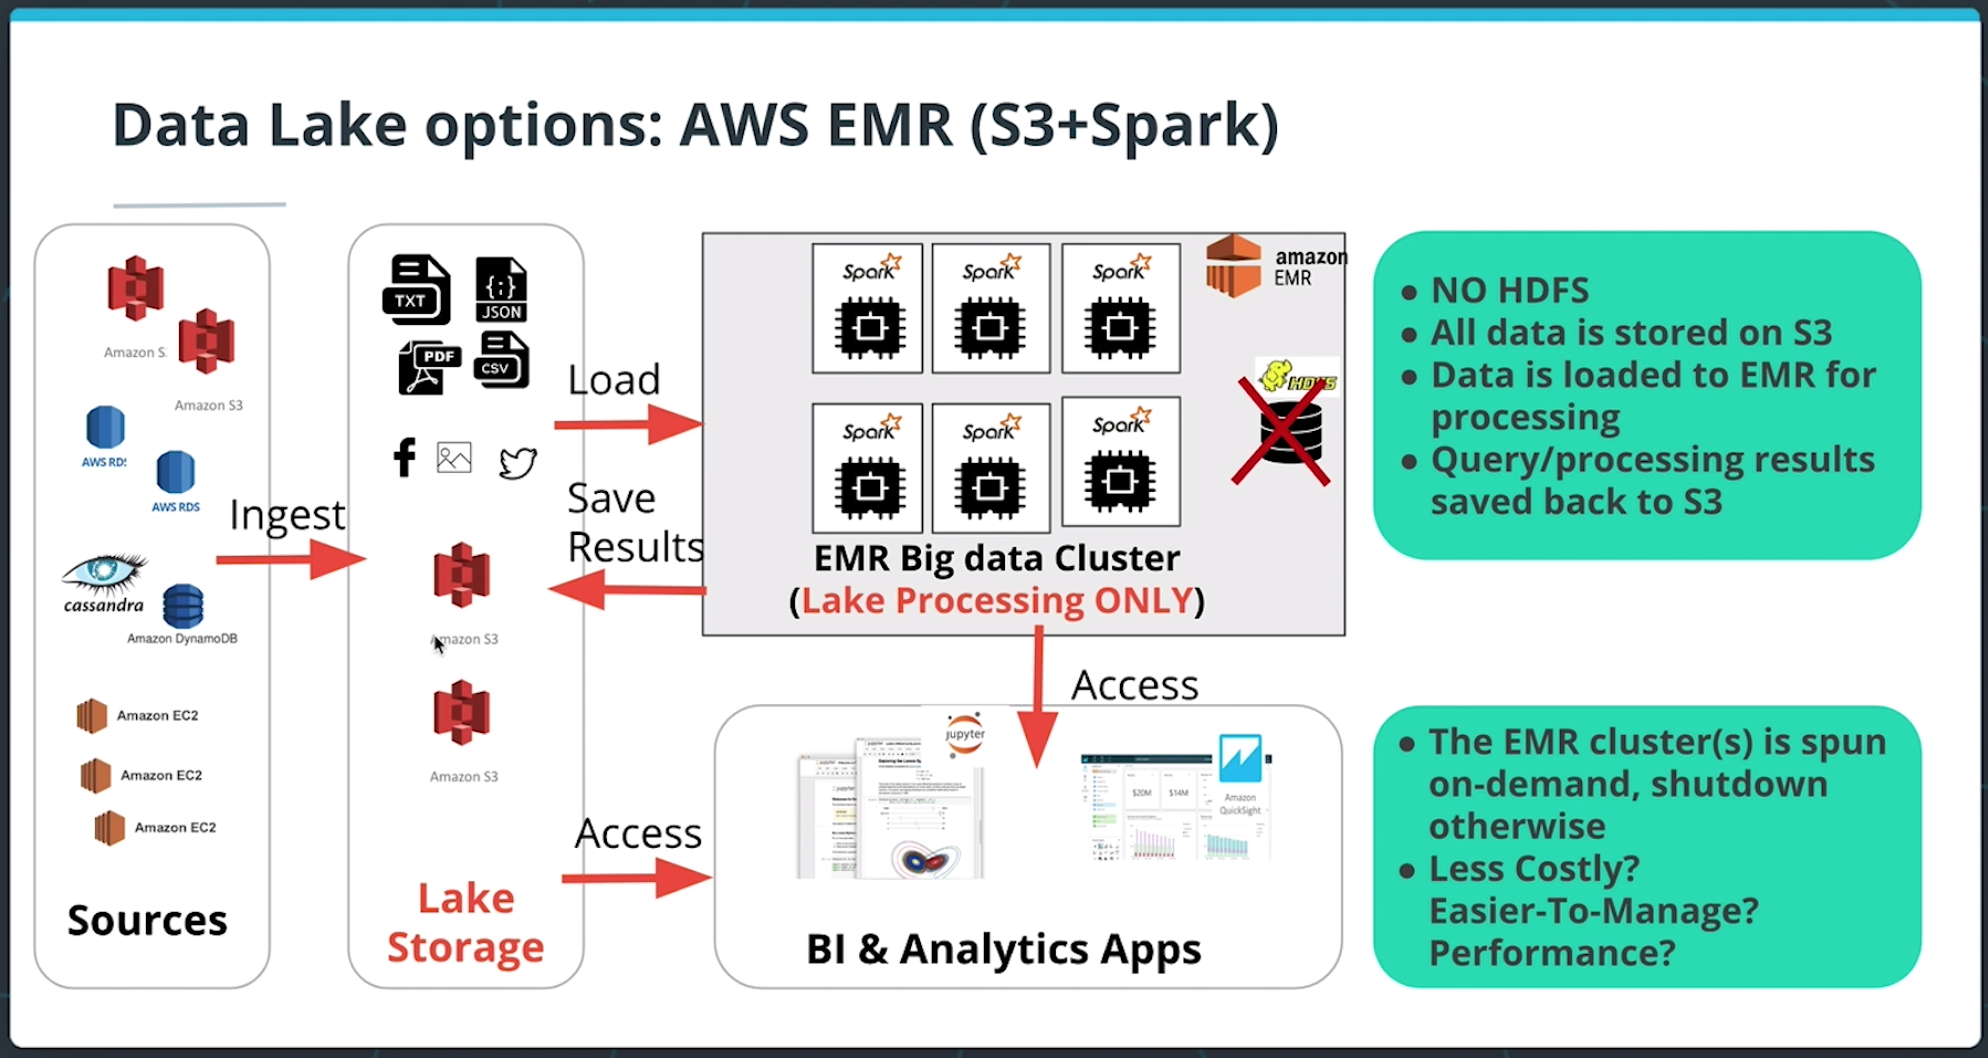 Data Lake options: AWS EMR (S3+Spark)
Amazon S
Amazon S3
AWS RDS
AWS RDS
cassandra
Amazon DynamoDB
Amazon EC2
Amazon EC2
Amazon EC2
Sources
Ingest
TXT
{;}
JSON
PDF
CSV
Amazon S3
Amazon S3
Lake
Storage
Load
Save
Results
Access
Spark
Spark
Spark
Spark
Spark
Spark
amazon
EMR
HDFS
EMR Big data Cluster
(Lake Processing ONLY)
Access
jupyter
$20M
$14M
Amazon
QuickSight
BI & Analytics Apps
● NO HDFS
● All data is stored on S3
● Data is loaded to EMR for
processing
● Query/processing results
saved back to S3
● The EMR cluster(s) is spun
on-demand, shutdown
otherwise
● Less Costly?
Easier-To-Manage?
Performance?